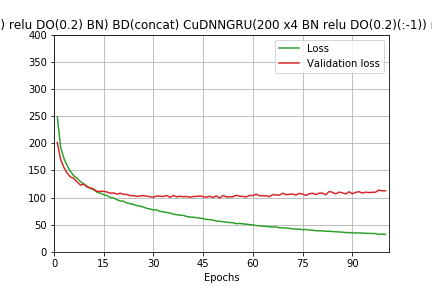 ) relu DO(0.2) BN) BD(concat) CuDNNGRU(200 x4 BN relu DO(0.2)(:-1))
400
350
300
250
200
150
100
50
0
Loss
Validation loss
0 15 30 45 60 75 90
Epochs